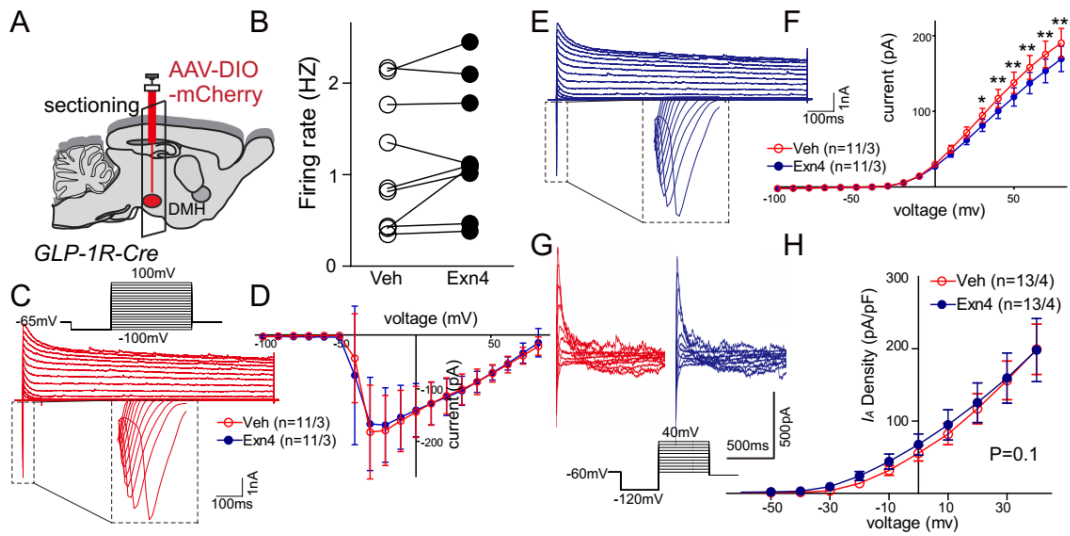 A
AAV-DIO
-mCherry
sectioning
DMH
GLP-1R-Cre
B
Firing rate (HZ)
2
1
0
Veh
Exn4
C
100mV
-65mV
-100mV
1nA
100ms
D
voltage (mV)
-100
-50
50
-100
-200
current(pA)
Veh (n=11/3)
Exn4 (n=11/3)
E
1nA
100ms
F
current (pA)
200
100
* ** ** ** ** **
Veh (n=11/3)
Exn4 (n=11/3)
-100
-50
50
voltage (mv)
G
500pA
500ms
40mV
-60mV
-120mV
H
IA Density (pA/pF)
300
200
100
Veh (n=13/4)
Exn4 (n=13/4)
P=0.1
-50
-30
-10
10
30
voltage (mv)